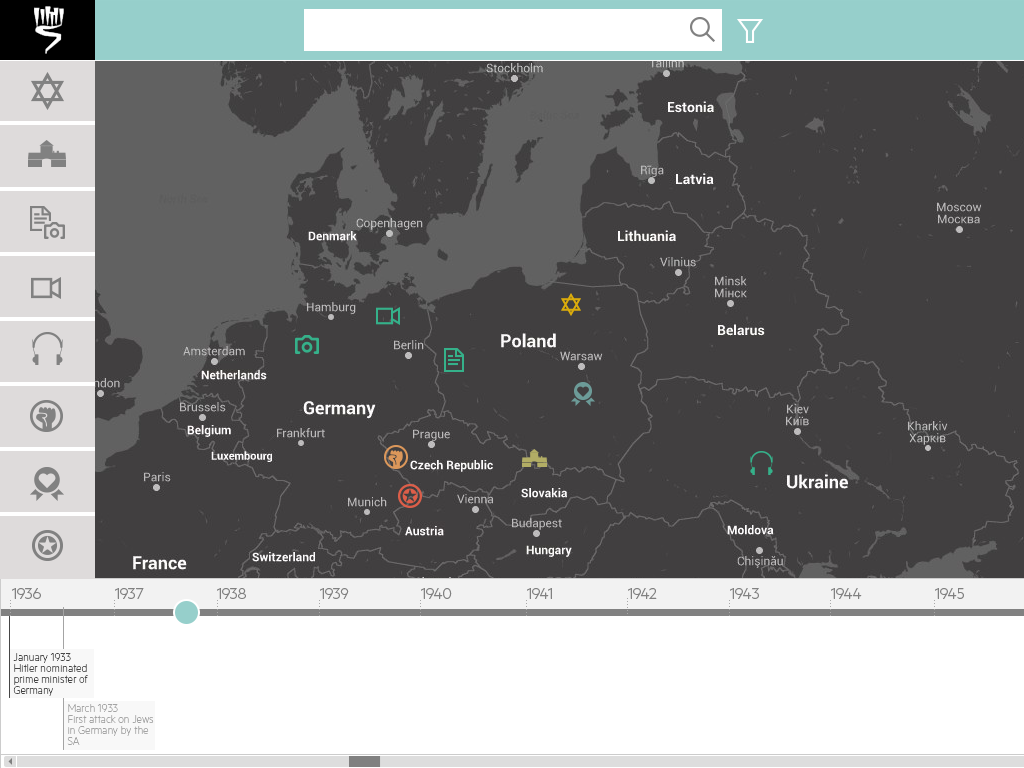 Stockholm
Tallinn
Estonia
Rīga
Latvia
Moscow
Москва
Copenhagen
Denmark
Lithuania
Vilnius
Minsk
Мінск
Hamburg
Belarus
Poland
Berlin
Warsaw
Amsterdam
Netherlands
ndon
Brussels
Belgium
Germany
Kiev
Київ
Kharkiv
Харків
Frankfurt
Prague
Luxembourg
Czech Republic
Paris
Ukraine
Munich
Vienna
Slovakia
Budapest
Austria
Moldova
Hungary
Switzerland
France
Chișinău
1936 1937 1938 1939 1940 1941 1942 1943 1944 1945
January 1933
Hitler nominated
prime minister of
Germany
March 1933
First attack on Jews
in Germany by the
SA